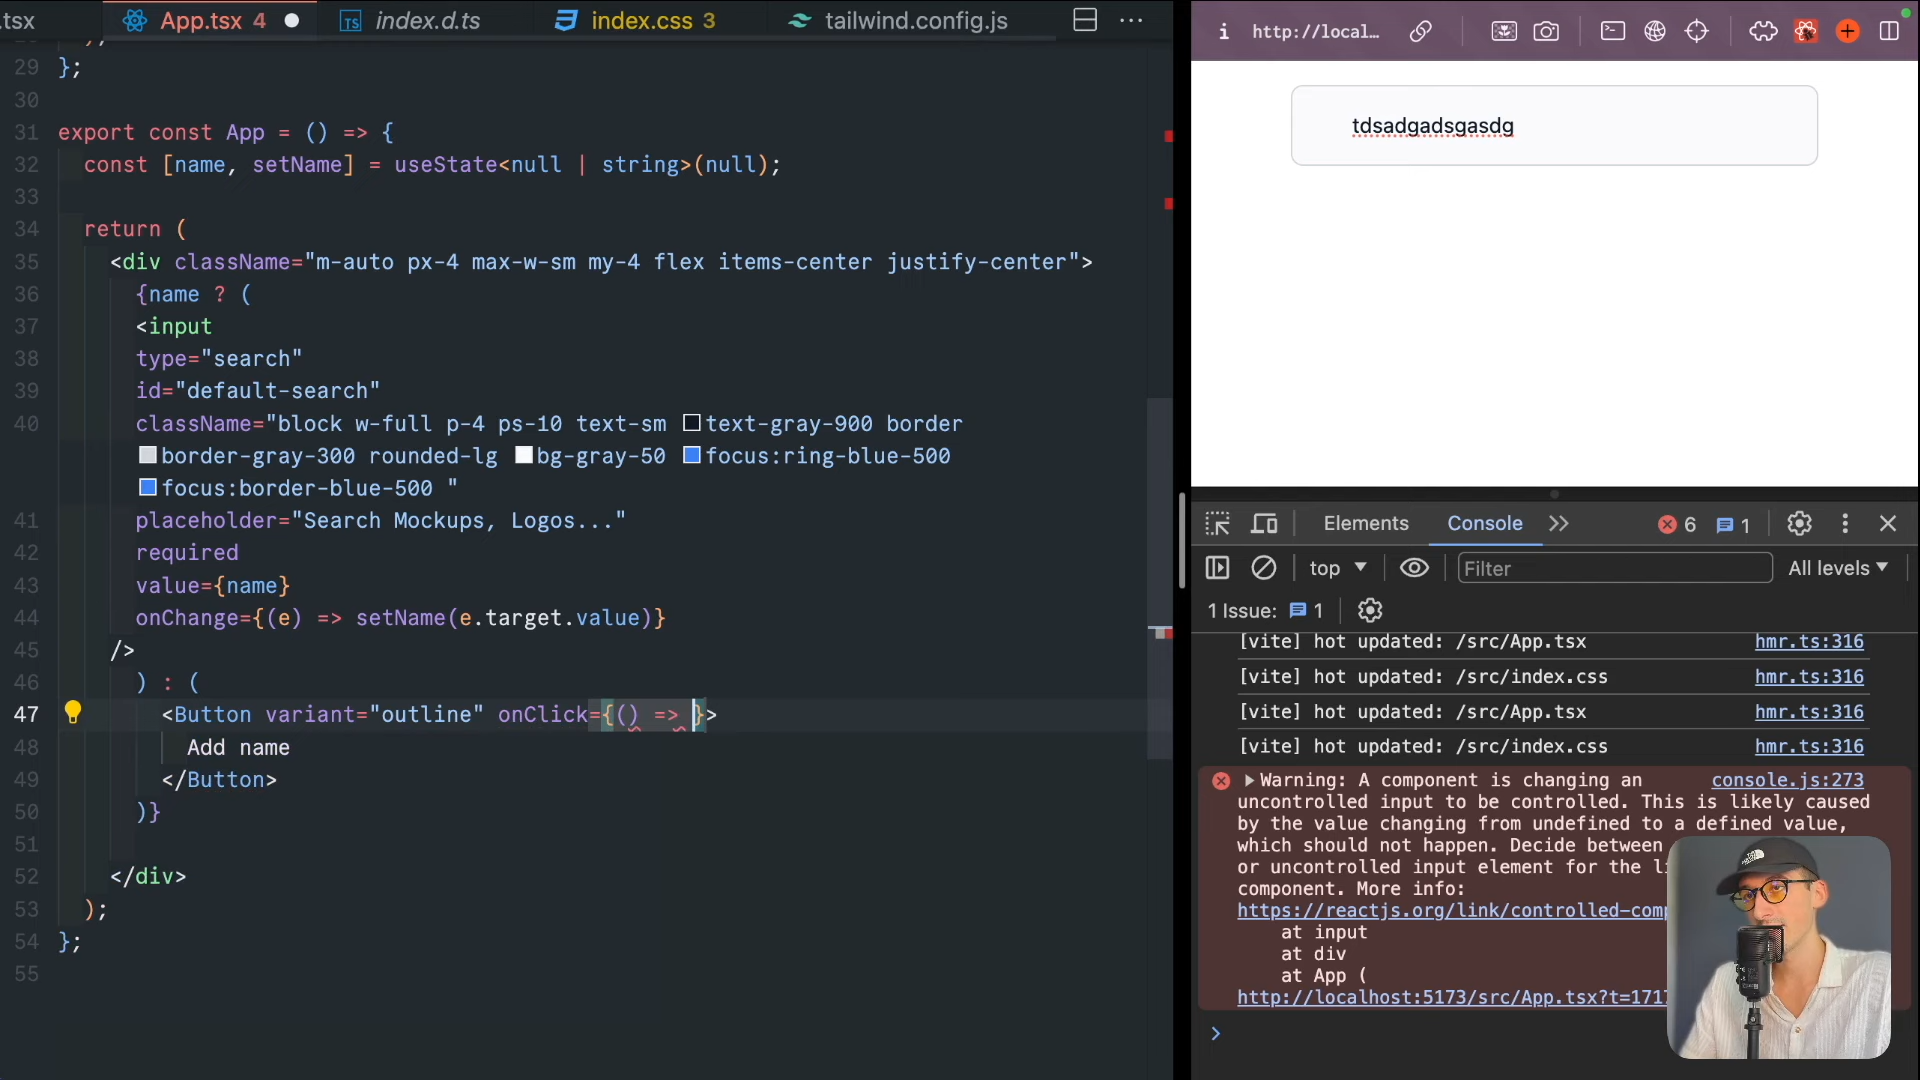 .tsx
App.tsx 4
index.d.ts
index.css 3
tailwind.config.js
29 };
30
31 export const App = () => {
32 const [name, setName] = useState<null | string>(null);
33
34 return (
35 <div className="m-auto px-4 max-w-sm my-4 flex items-center justify-center">
36 {name ? (
37 <input
38 type="search"
39 id="default-search"
40 className="block w-full p-4 ps-10 text-sm text-gray-900 border
border-gray-300 rounded-lg bg-gray-50 focus:ring-blue-500
focus:border-blue-500 "
41 placeholder="Search Mockups, Logos..."
42 required
43 value={name}
44 onChange={(e) => setName(e.target.value)}
45 />
46 ) : (
47 <Button variant="outline" onClick={() => }>
48 Add name
49 </Button>
50 )}
51
52 </div>
53 );
54 };
55
http://local...
tdsadgadsgasdg
Elements
Console
6
1
top
Filter
All levels
1 Issue: 1
[vite] hot updated: /src/App.tsx hmr.ts:316
[vite] hot updated: /src/index.css hmr.ts:316
[vite] hot updated: /src/App.tsx hmr.ts:316
[vite] hot updated: /src/index.css hmr.ts:316
Warning: A component is changing an console.js:273
uncontrolled input to be controlled. This is likely caused
by the value changing from undefined to a defined value,
which should not happen. Decide between
or uncontrolled input element for the
component. More info:
https://reactjs.org/link/controlled-comp
at input
at div
at App (
http://localhost:5173/src/App.tsx?t=1717